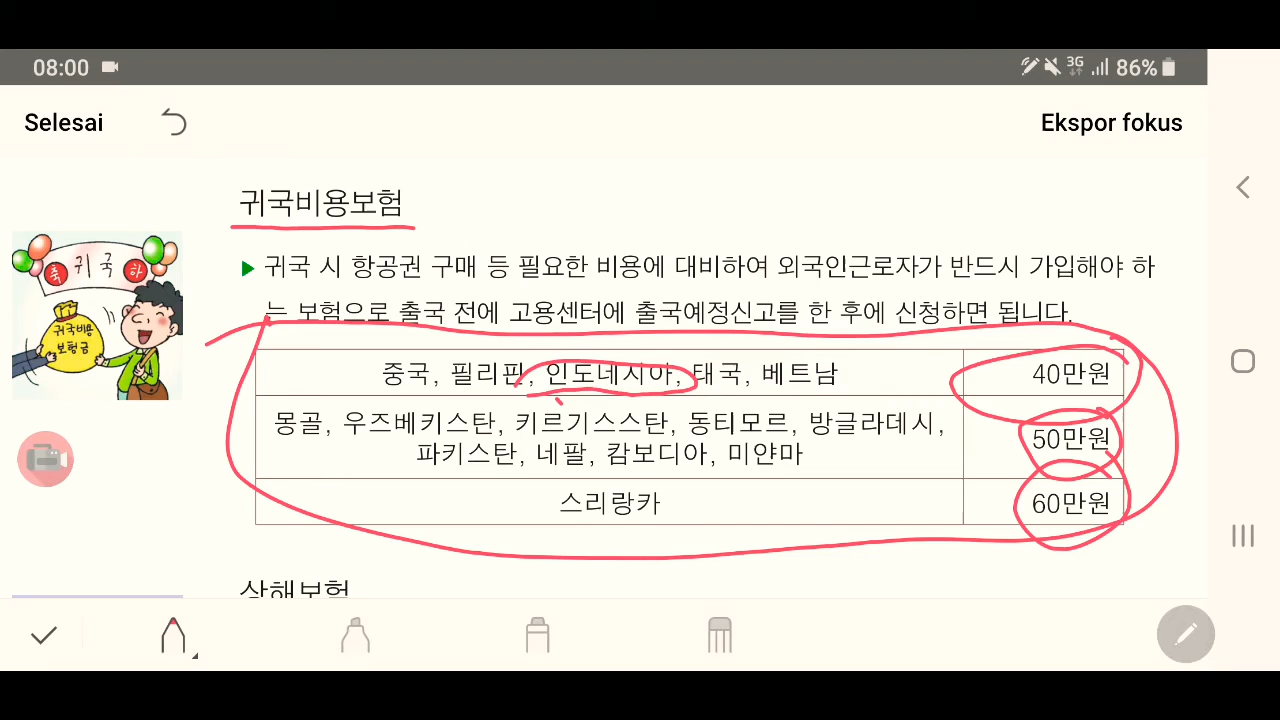 08:00
3G
86%
Selesai
Ekspor fokus
귀국비용보험
축 귀국 하
귀국비용
보험금
▶ 귀국 시 항공권 구매 등 필요한 비용에 대비하여 외국인근로자가 반드시 가입해야 하
는 보험으로 출국 전에 고용센터에 출국예정신고를 한 후에 신청하면 됩니다.
중국, 필리핀, 인도네시아, 태국, 베트남 40만원
몽골, 우즈베키스탄, 키르기스스탄, 동티모르, 방글라데시,
파키스탄, 네팔, 캄보디아, 미얀마 50만원
스리랑카 60만원
상해보험